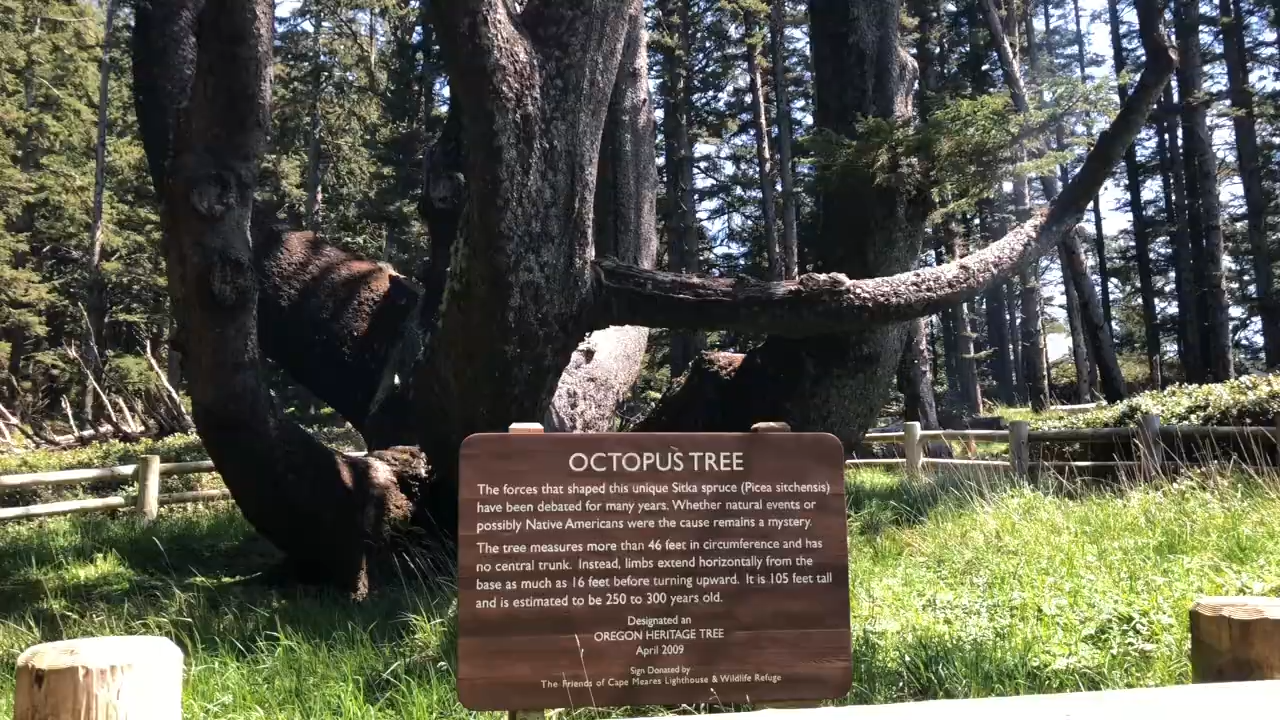 OCTOPUS TREE
The forces that shaped this unique Sitka spruce (Picea sitchensis)
have been debated for many years. Whether natural events or
possibly Native Americans were the cause remains a mystery.
The tree measures more than 46 feet in circumference and has
no central trunk. Instead, limbs extend horizontally from the
base as much as 16 feet before turning upward. It is 105 feet tall
and is estimated to be 250 to 300 years old.
Designated an
OREGON HERITAGE TREE
April 2009
Sign Donated by
The Friends of Cape Meares Lighthouse & Wildlife Refuge